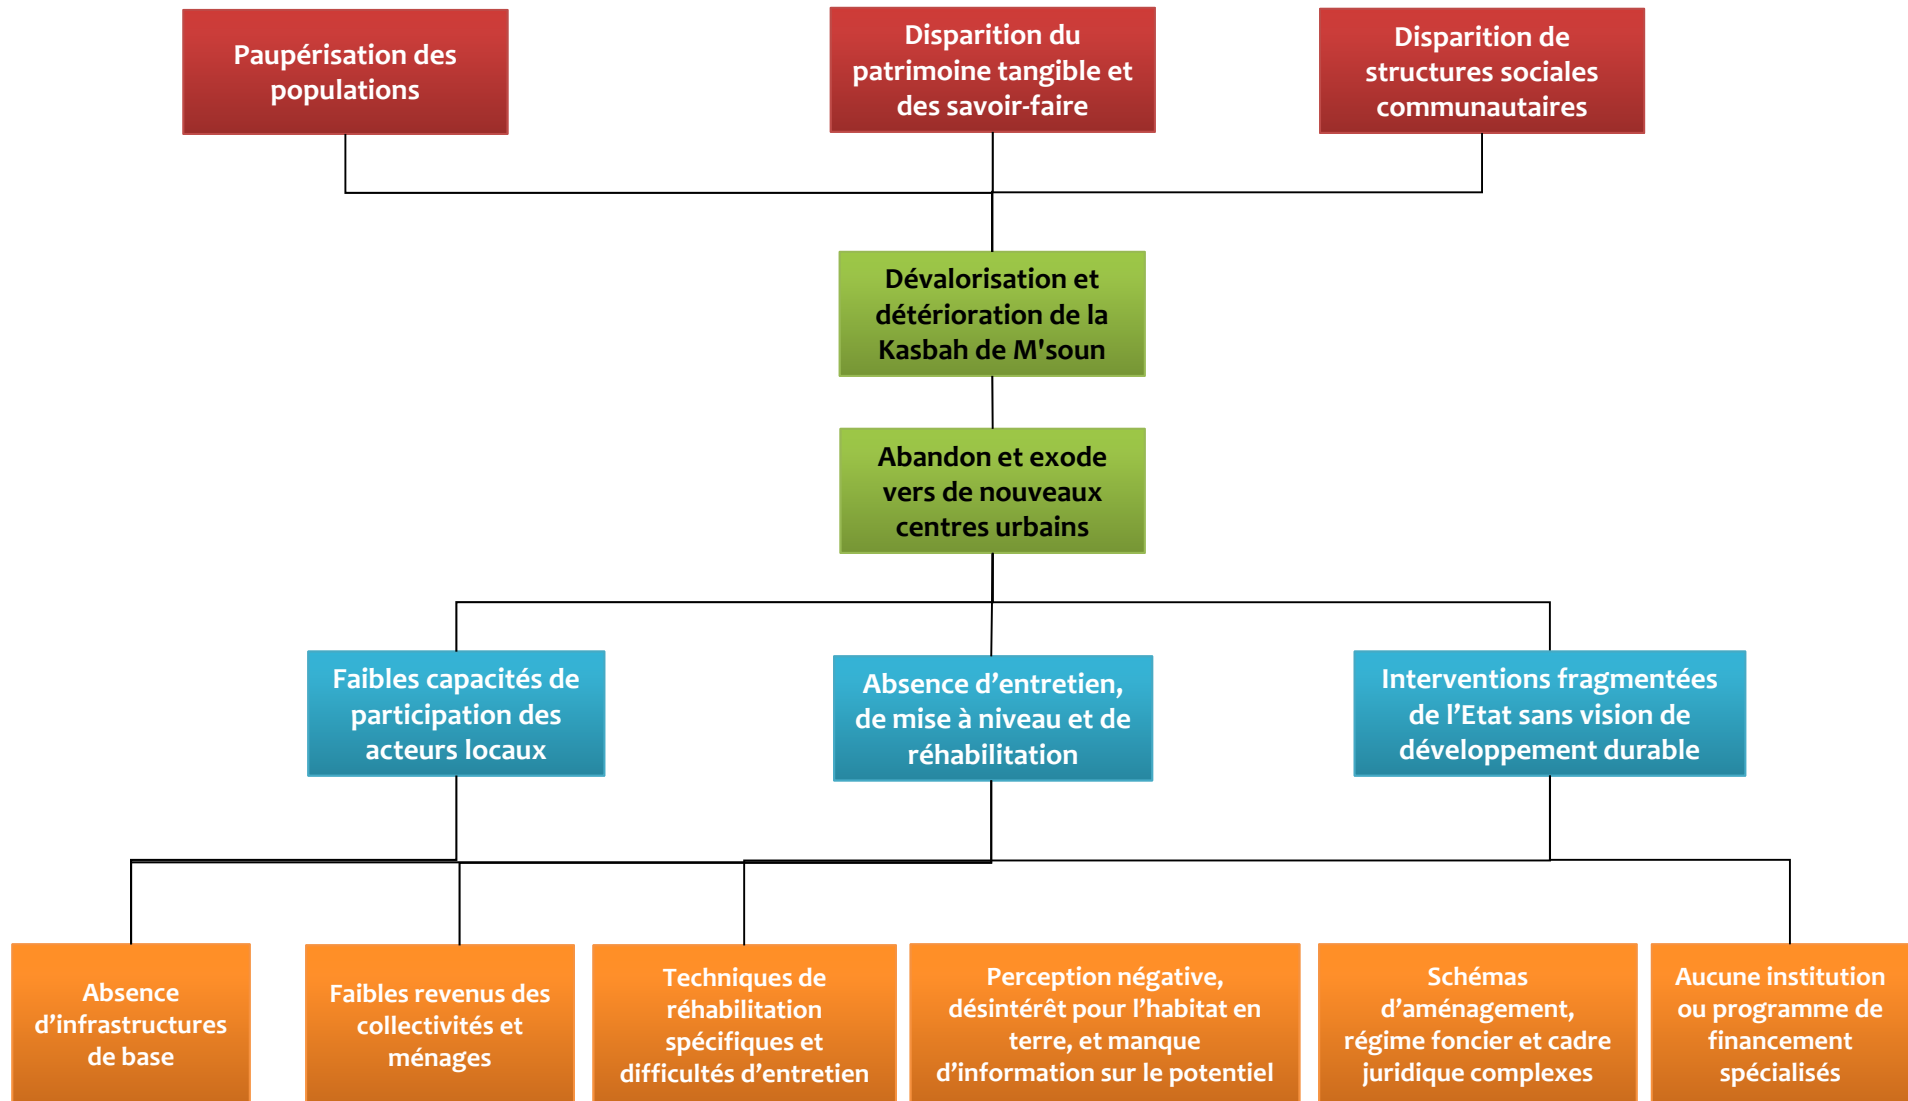 Paupérisation des
populations
Disparition du
patrimoine tangible et
des savoir-faire
Disparition de
structures sociales
communautaires
Dévalorisation et
détérioration de la
Kasbah de M'soun
Abandon et exode
vers de nouveaux
centres urbains
Faibles capacités de
participation des
acteurs locaux
Absence d’entretien,
de mise à niveau et de
réhabilitation
Interventions fragmentées
de l’Etat sans vision de
développement durable
Absence
d’infrastructures
de base
Faibles revenus des
collectivités et
ménages
Techniques de
réhabilitation
spécifiques et
difficultés d’entretien
Perception négative,
désintérêt pour l’habitat en
terre, et manque
d’information sur le potentiel
Schémas
d’aménagement,
régime foncier et cadre
juridique complexes
Aucune institution
ou programme de
financement
spécialisés